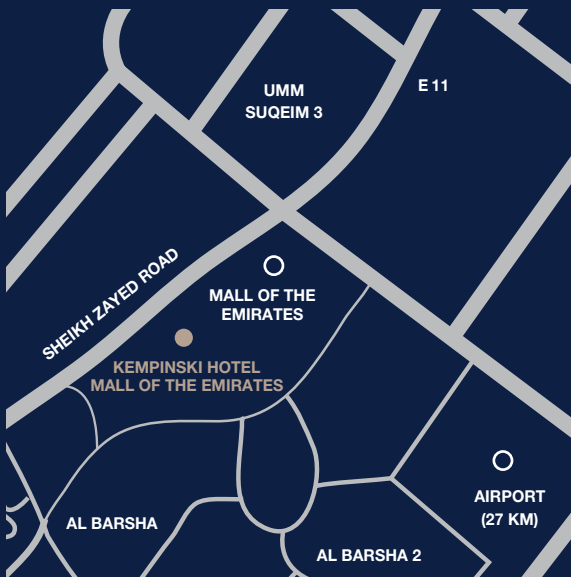 UMM
SUQEIM 3
E 11
SHEIKH ZAYED ROAD
MALL OF THE
EMIRATES
KEMPINSKI HOTEL
MALL OF THE EMIRATES
AIRPORT
(27 KM)
AL BARSHA
AL BARSHA 2